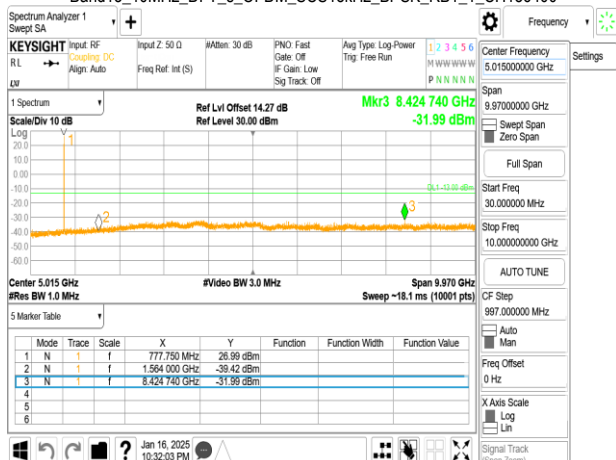 Spectrum Analyzer 1
Swept SA
Frequency
Settings
KEYSIGHT
Input: RF
Coupling: DC
Align: Auto
Input Z: 50 Ω
Freq Ref: Int (S)
#Atten: 30 dB
PNO: Fast
Gate: Off
IF Gain: Low
Sig Track: Off
Avg Type: Log-Power
Trig: Free Run
1 2 3 4 5 6
M W W W W W
P N N N N N
RL
LXI
Center Frequency
5.015000000 GHz
Span
9.97000000 GHz
Swept Span
Zero Span
Full Span
Start Freq
30.000000 MHz
Stop Freq
10.000000000 GHz
AUTO TUNE
CF Step
997.000000 MHz
Auto
Man
Freq Offset
0 Hz
X Axis Scale
Log
Lin
Signal Track
1 Spectrum
Scale/Div 10 dB
Log
Ref Lvl Offset 14.27 dB
Ref Level 30.00 dBm
Mkr3 8.424 740 GHz
-31.99 dBm
20.0
10.0
0.00
-10.0
-20.0
-30.0
-40.0
-50.0
-60.0
1
2
3
DL1 -13.00 dBm
Center 5.015 GHz
#Res BW 1.0 MHz
#Video BW 3.0 MHz
Span 9.970 GHz
Sweep ~18.1 ms (10001 pts)
5 Marker Table
Mode Trace Scale X Y Function Function Width Function Value
1 N 1 f 777.750 MHz 26.99 dBm
2 N 1 f 1.564 000 GHz -39.42 dBm
3 N 1 f 8.424 740 GHz -31.99 dBm
4
5
6
Jan 16, 2025
10:32:03 PM